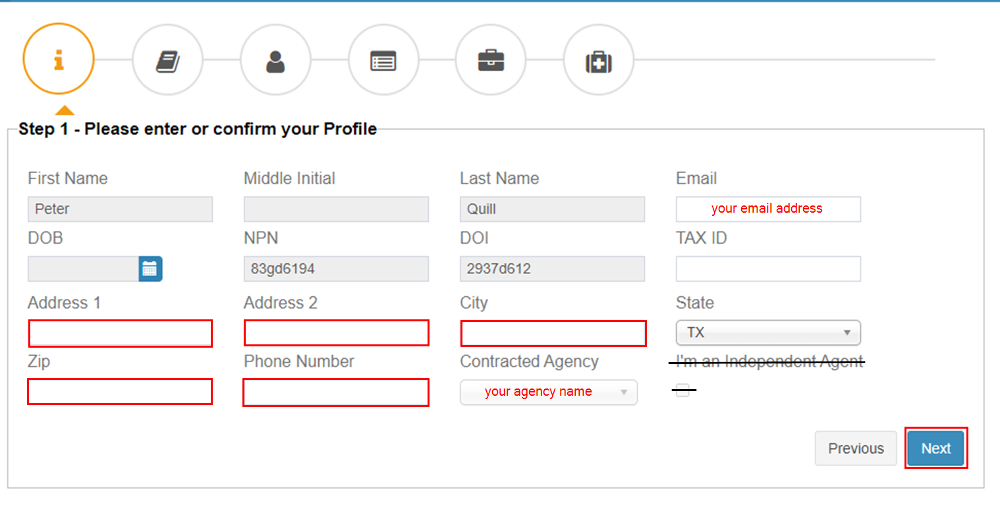 Step 1 - Please enter or confirm your Profile
First Name Middle Initial Last Name Email
Peter Quill your email address
DOB NPN DOI TAX ID
83gd6194 2937d612
Address 1 Address 2 City State
TX
Zip Phone Number Contracted Agency I'm an Independent Agent
your agency name
Previous Next